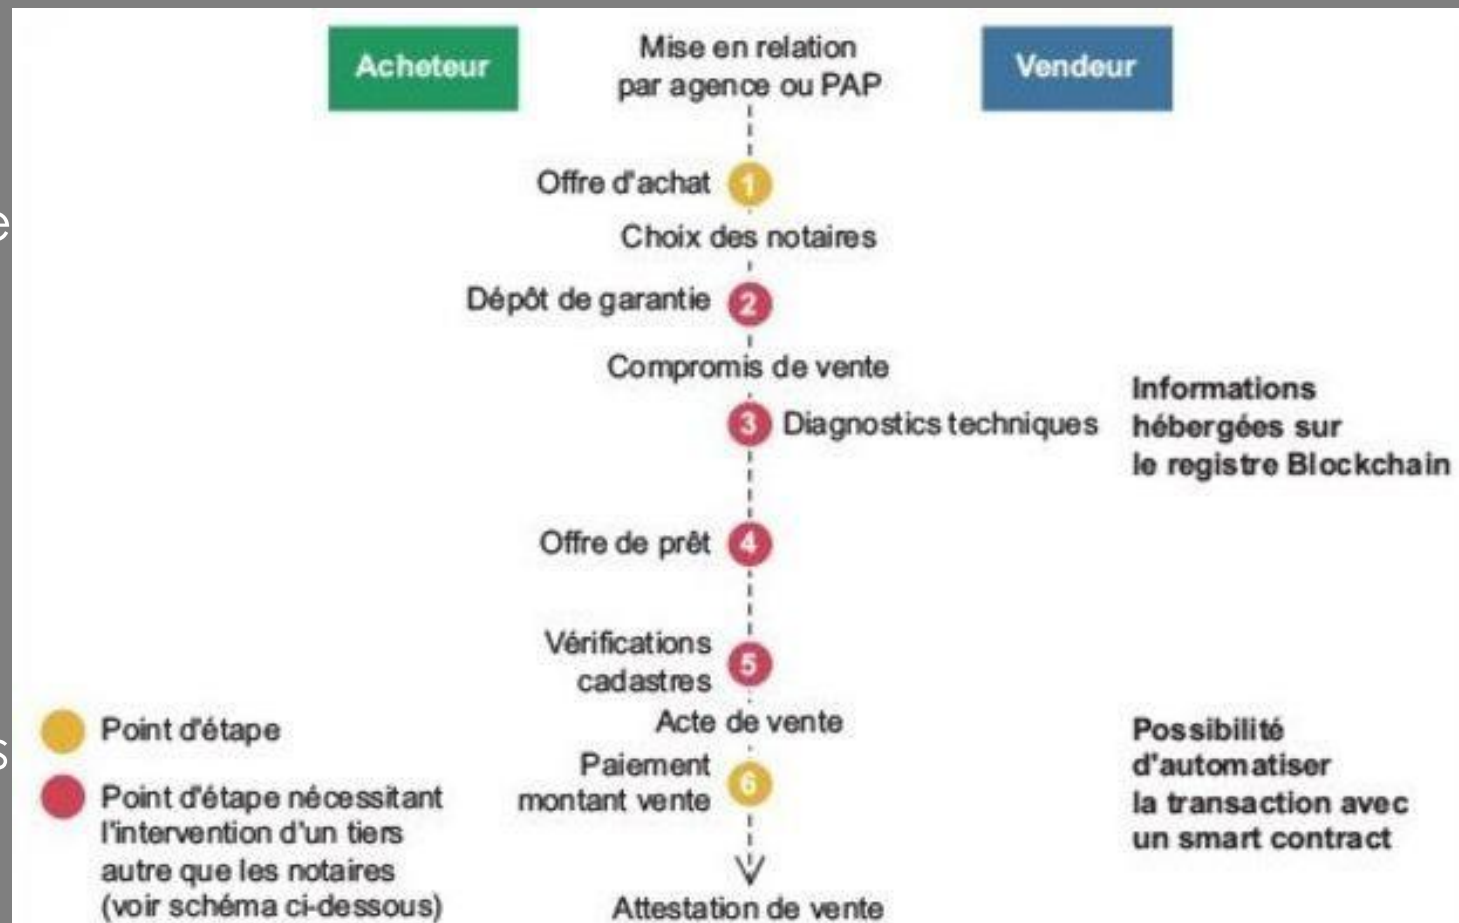 Acheteur
Mise en relation
par agence ou PAP
Vendeur
Offre d'achat
1
Choix des notaires
Dépôt de garantie
2
Compromis de vente
3
Diagnostics techniques
Informations
hébergées sur
le registre Blockchain
Offre de prêt
4
Vérifications
cadastres
5
Acte de vente
Paiement
montant vente
6
Attestation de vente
Possibilité
d'automatiser
la transaction avec
un smart contract
Point d'étape
Point d'étape nécessitant
l'intervention d'un tiers
autre que les notaires
(voir schéma ci-dessous)
e
s